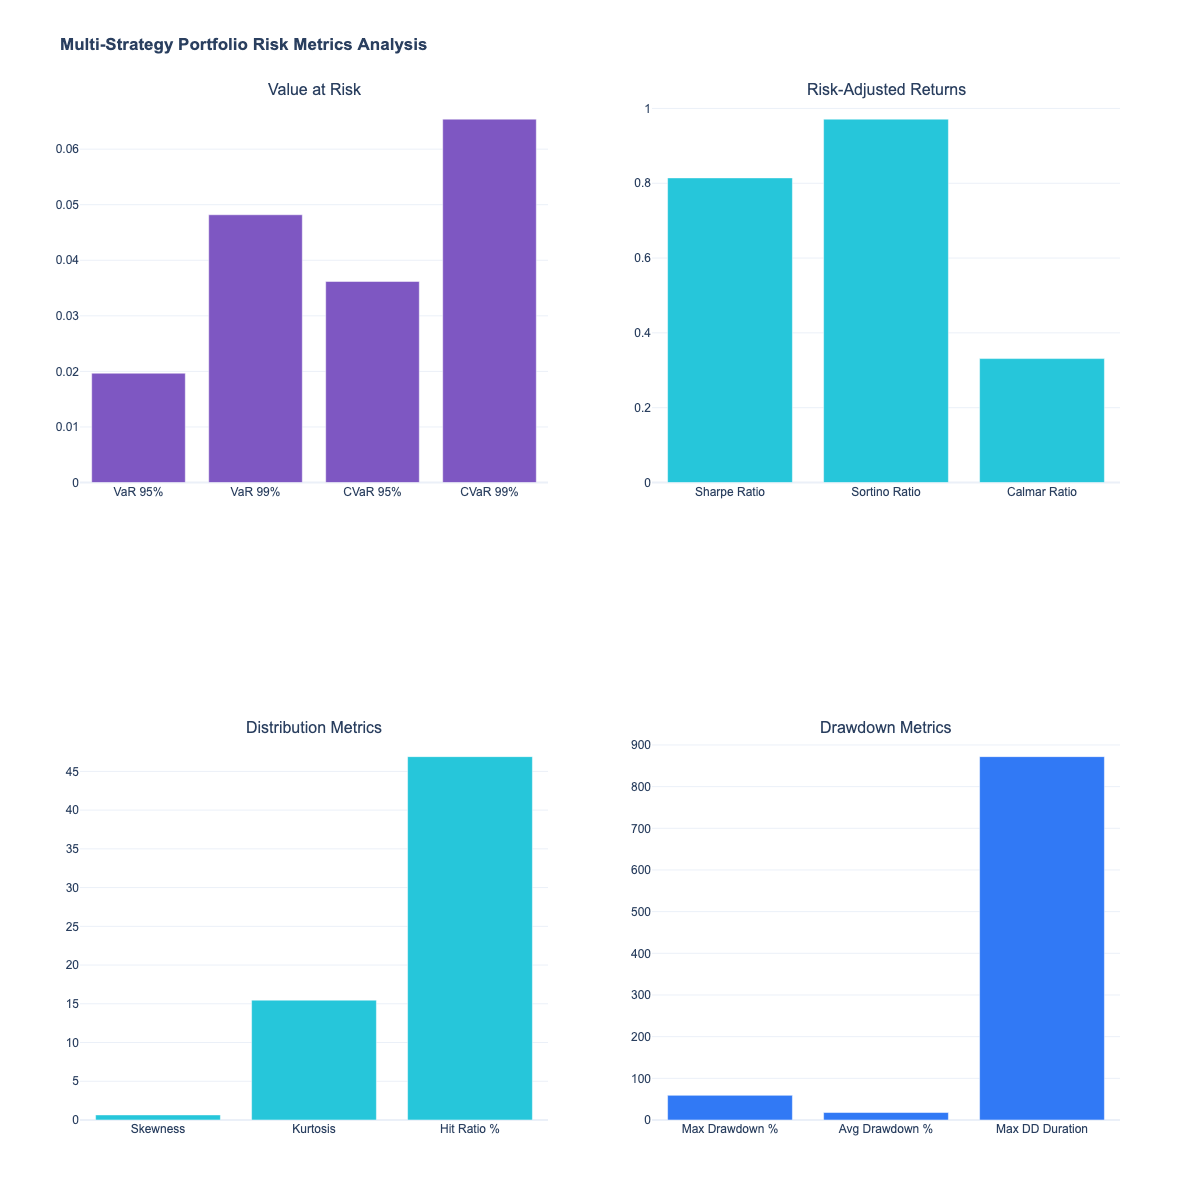 Multi-Strategy Portfolio Risk Metrics Analysis
Value at Risk
0.06
0.05
0.04
0.03
0.02
0.01
0
VaR 95%
VaR 99%
CVaR 95%
CVaR 99%
Risk-Adjusted Returns
1
0.8
0.6
0.4
0.2
0
Sharpe Ratio
Sortino Ratio
Calmar Ratio
Distribution Metrics
45
40
35
30
25
20
15
10
5
0
Skewness
Kurtosis
Hit Ratio %
Drawdown Metrics
900
800
700
600
500
400
300
200
100
0
Max Drawdown %
Avg Drawdown %
Max DD Duration